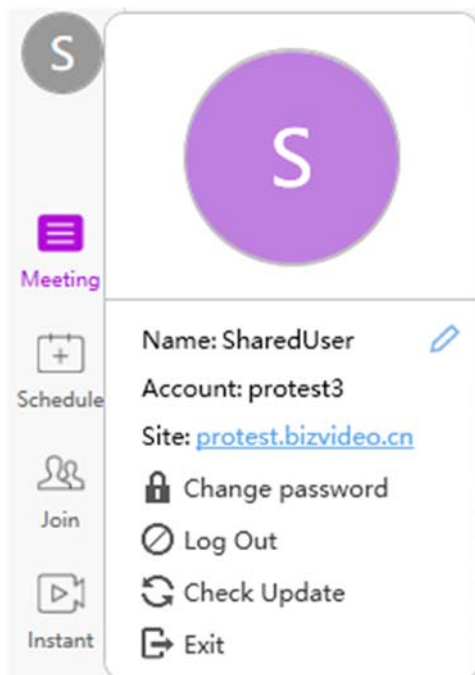 S
Meeting
Schedule
Join
Instant
S
Name: SharedUser
Account: protest3
Site: protest.bizvideo.cn
Change password
Log Out
Check Update
Exit